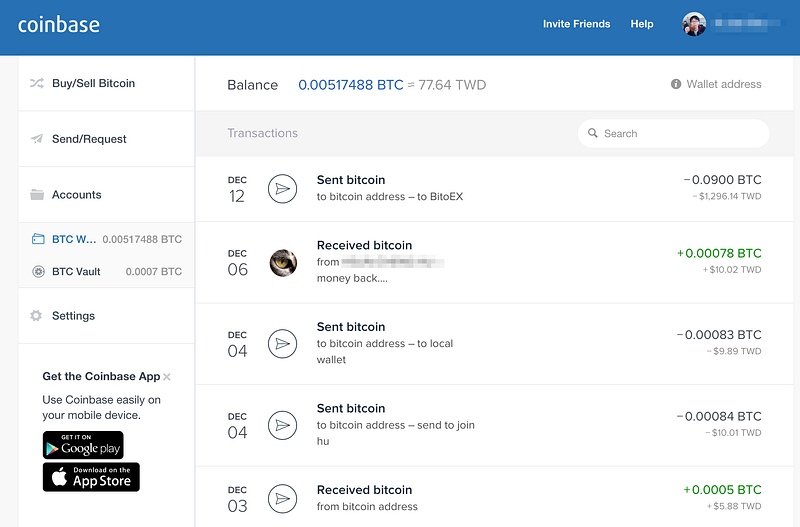 coinbase
Invite Friends
Help
Buy/Sell Bitcoin
Send/Request
Accounts
BTC W... 0.00517488 BTC
BTC Vault 0.0007 BTC
Settings
Get the Coinbase App ×
Use Coinbase easily on
your mobile device.
GET IT ON
Google play
Download on the
App Store
Balance 0.00517488 BTC ≈ 77.64 TWD
Wallet address
Transactions
Search
DEC
12
Sent bitcoin
to bitcoin address – to BitoEX
−0.0900 BTC
−$1,296.14 TWD
DEC
06
Received bitcoin
from
money back....
+0.00078 BTC
+$10.02 TWD
DEC
04
Sent bitcoin
to bitcoin address – to local
wallet
−0.00083 BTC
−$9.89 TWD
DEC
04
Sent bitcoin
to bitcoin address – send to join
hu
−0.00084 BTC
−$10.01 TWD
DEC
03
Received bitcoin
from bitcoin address
+0.0005 BTC
+$5.88 TWD